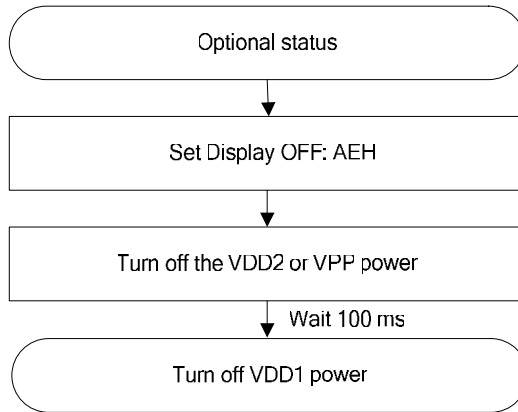 Optional status
Set Display OFF: AEH
Turn off the VDD2 or VPP power
Wait 100 ms
Turn off VDD1 power